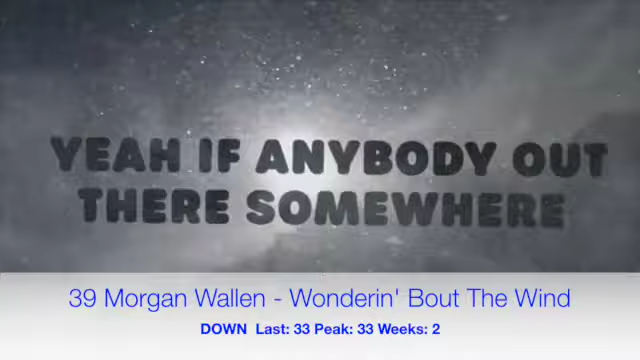 YEAH IF ANYBODY OUT
THERE SOMEWHERE
39 Morgan Wallen - Wonderin' Bout The Wind
DOWN Last: 33 Peak: 33 Weeks: 2